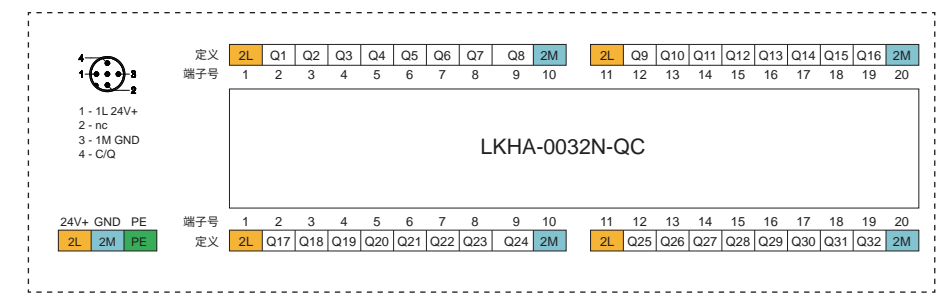 定义 2L Q1 Q2 Q3 Q4 Q5 Q6 Q7 Q8 2M 2L Q9 Q10 Q11 Q12 Q13 Q14 Q15 Q16 2M
端子号 1 2 3 4 5 6 7 8 9 10 11 12 13 14 15 16 17 18 19 20
4
1 3
2
1 - 1L 24V+
2 - nc
3 - 1M GND
4 - C/Q
LKHA-0032N-QC
24V+ GND PE
2L 2M PE
端子号 1 2 3 4 5 6 7 8 9 10 11 12 13 14 15 16 17 18 19 20
定义 2L Q17 Q18 Q19 Q20 Q21 Q22 Q23 Q24 2M 2L Q25 Q26 Q27 Q28 Q29 Q30 Q31 Q32 2M